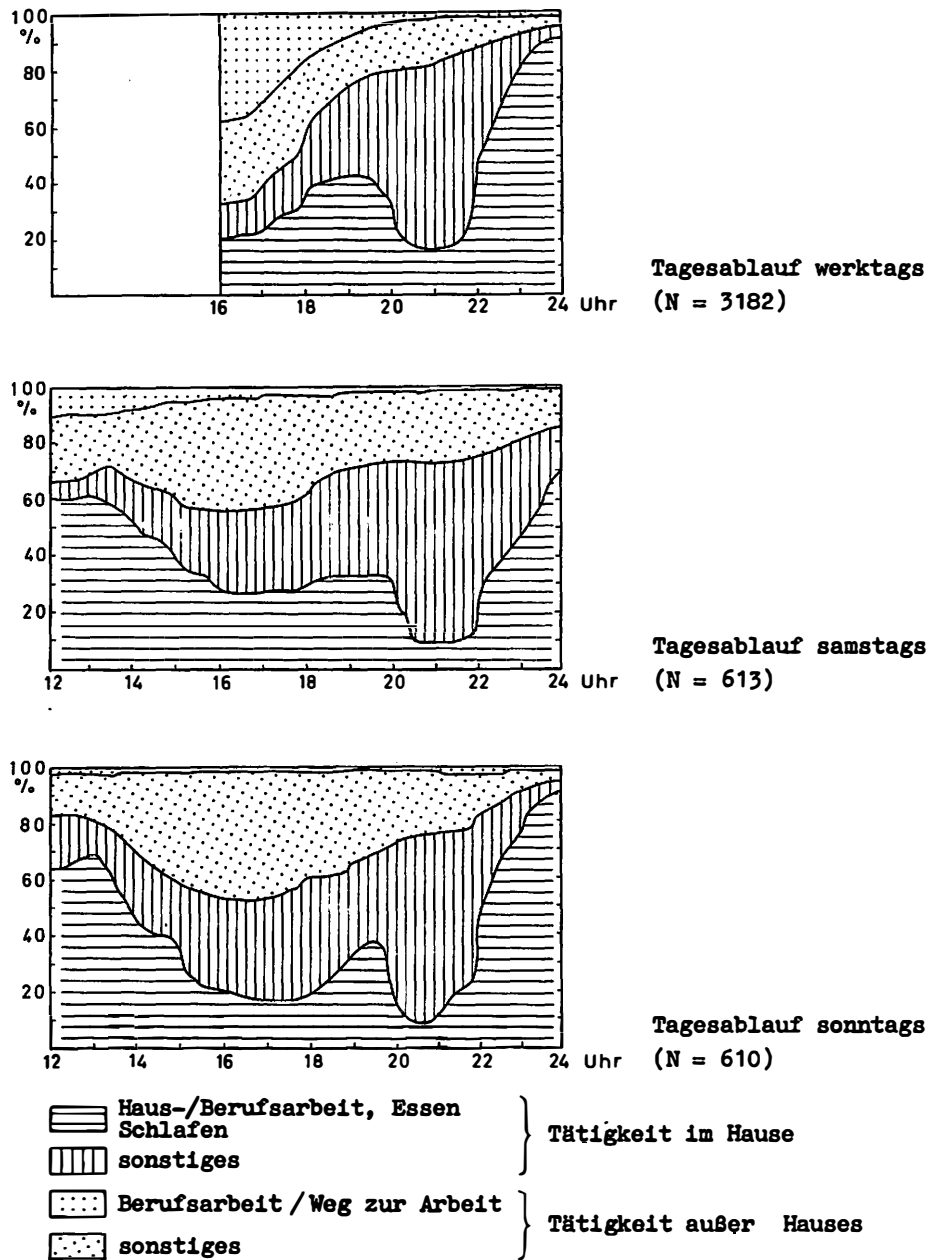 100
%
80
60
40
20
16 18 20 22 24 Uhr
Tagesablauf werktags
(N = 3182)
100
%
80
60
40
20
12 14 16 18 20 22 24 Uhr
Tagesablauf samstags
(N = 613)
100
%
80
60
40
20
12 14 16 18 20 22 24 Uhr
Tagesablauf sonntags
(N = 610)
Haus-/Berufsarbeit, Essen
Schlafen
sonstiges
Tätigkeit im Hause
Berufsarbeit / Weg zur Arbeit
sonstiges
Tätigkeit außer Hauses